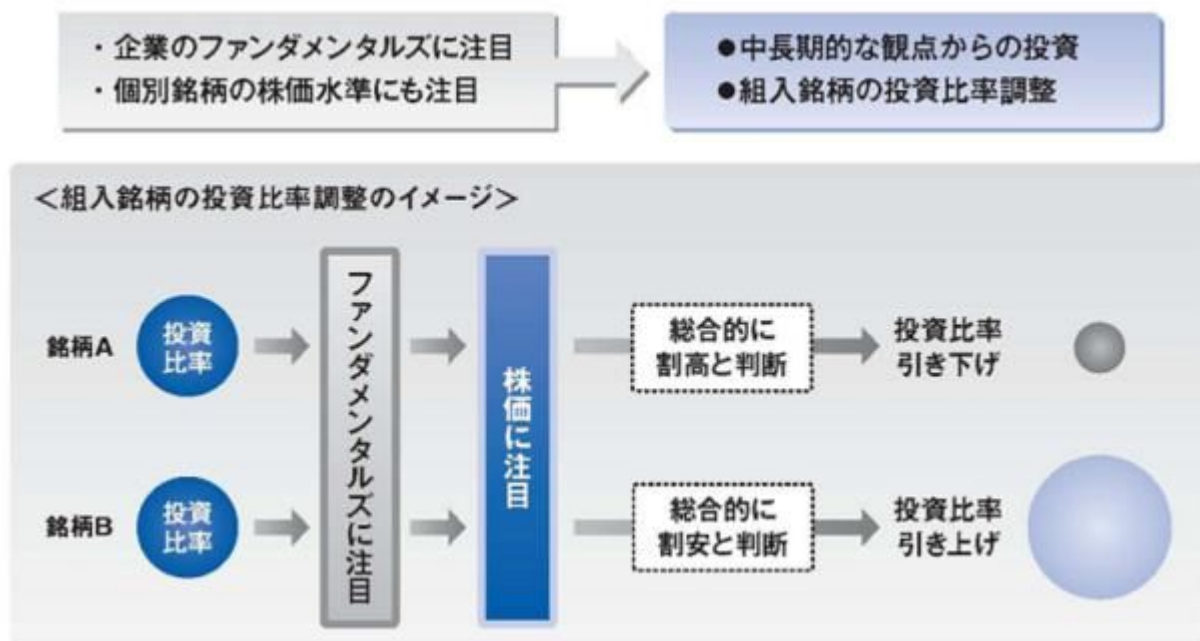 ・企業のファンダメンタルズに注目
・個別銘柄の株価水準にも注目
●中長期的な観点からの投資
●組入銘柄の投資比率調整
＜組入銘柄の投資比率調整のイメージ＞
銘柄A
投資
比率
ファンダメンタルズに注目
株価に注目
総合的に
割高と判断
投資比率
引き下げ
銘柄B
投資
比率
総合的に
割安と判断
投資比率
引き上げ